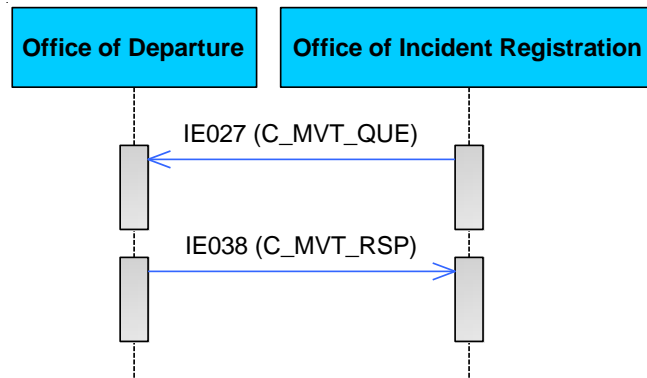 Office of Departure
Office of Incident Registration
IE027 (C_MVT_QUE)
IE038 (C_MVT_RSP)